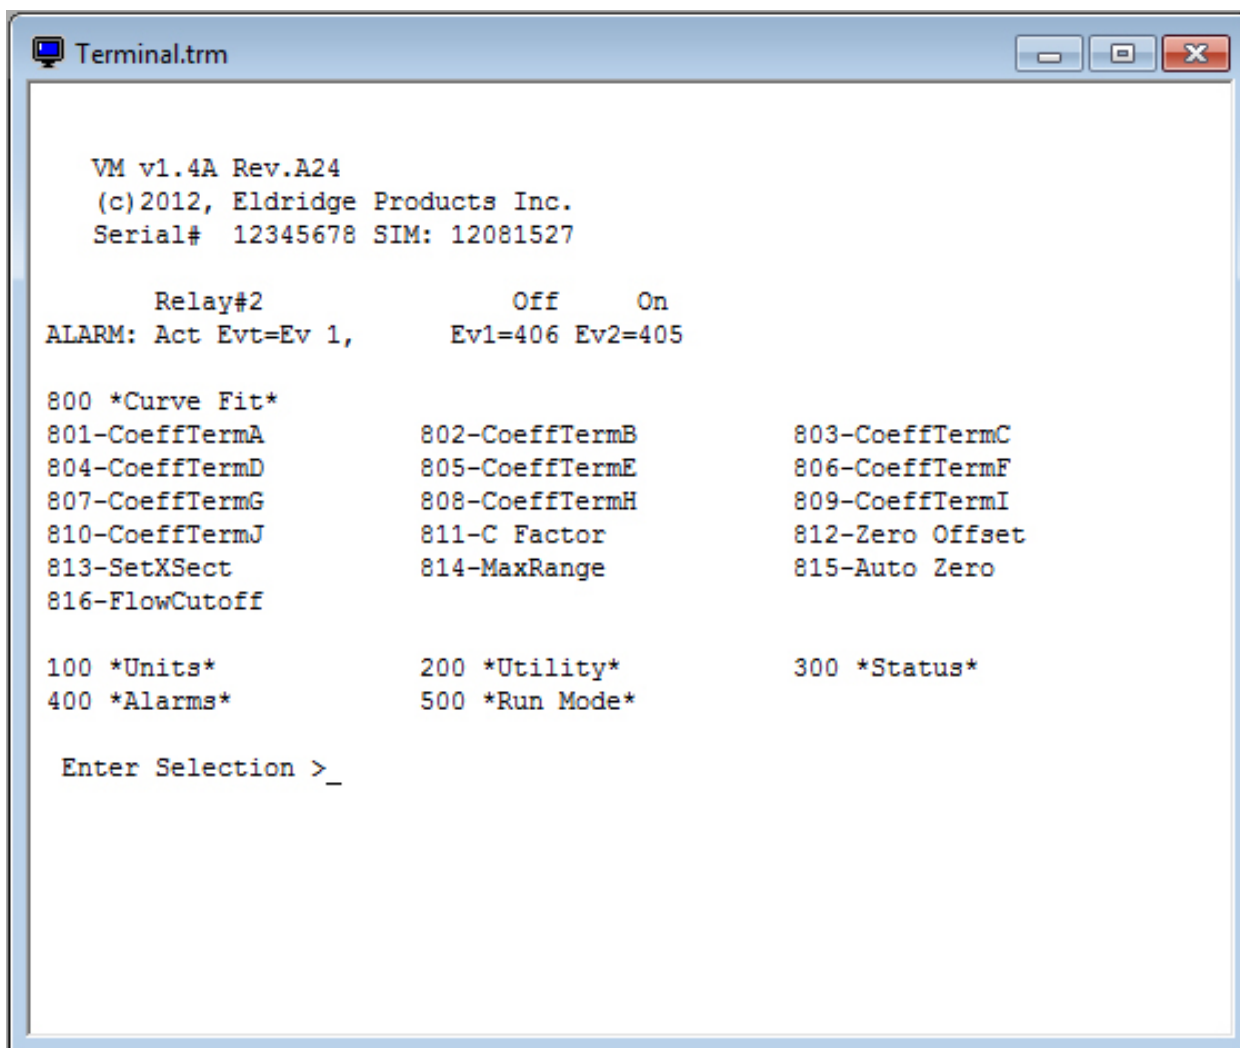 Terminal.trm
VM v1.4A Rev.A24
(c)2012, Eldridge Products Inc.
Serial# 12345678 SIM: 12081527
Relay#2 Off On
ALARM: Act Evt=Ev 1, Ev1=406 Ev2=405
800 *Curve Fit*
801-CoeffTermA 802-CoeffTermB 803-CoeffTermC
804-CoeffTermD 805-CoeffTermE 806-CoeffTermF
807-CoeffTermG 808-CoeffTermH 809-CoeffTermI
810-CoeffTermJ 811-C Factor 812-Zero Offset
813-SetXSect 814-MaxRange 815-Auto Zero
816-FlowCutoff
100 *Units* 200 *Utility* 300 *Status*
400 *Alarms* 500 *Run Mode*
Enter Selection >_